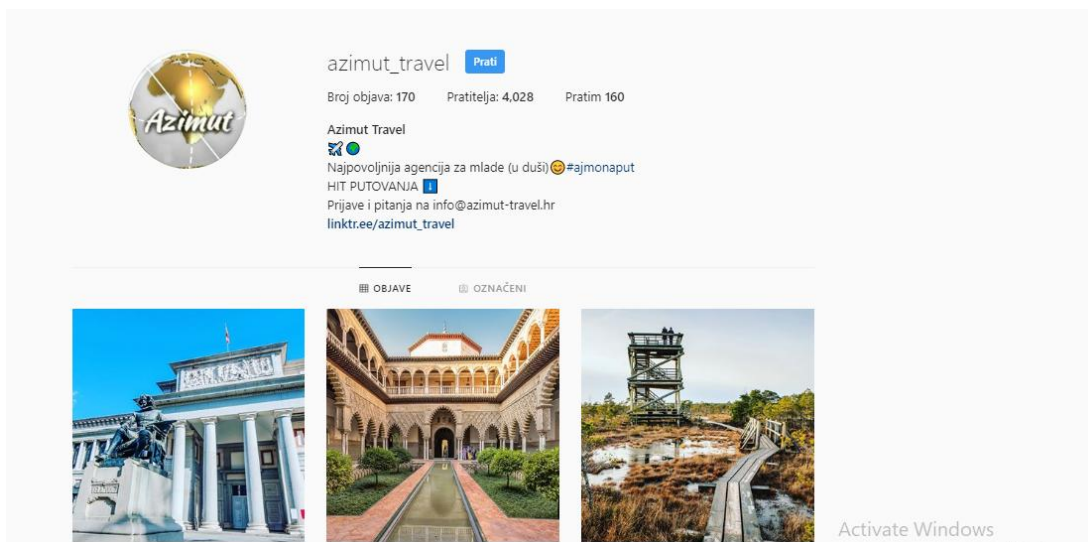 Azimut
azimut_travel Prati
Broj objava: 170 Pratitelja: 4,028 Pratim 160
Azimut Travel
Najpovoljnija agencija za mlade (u duši)😊#ajmonaput
HIT PUTOVANJA ⬇️
Prijave i pitanja na info@azimut-travel.hr
linktr.ee/azimut_travel
OBJAVE OZNAČENI
Activate Windows